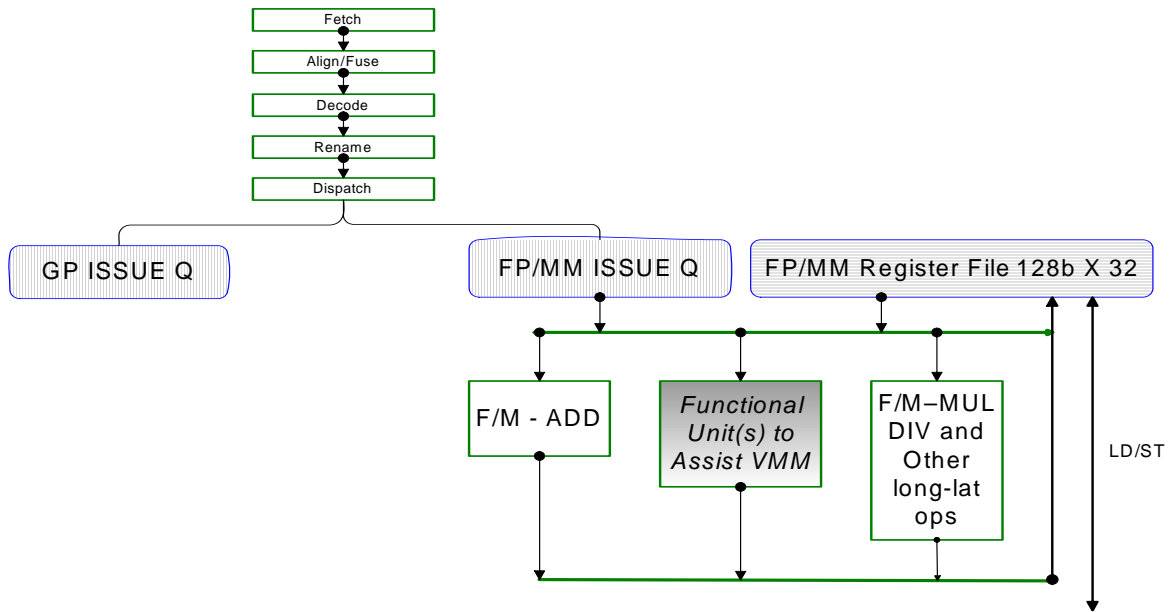 Fetch
Align/Fuse
Decode
Rename
Dispatch
GP ISSUE Q
FP/MM ISSUE Q
FP/MM Register File 128b X 32
F/M - ADD
Functional
Unit(s) to
Assist VMM
F/M–MUL
DIV and
Other
long-lat
ops
LD/ST